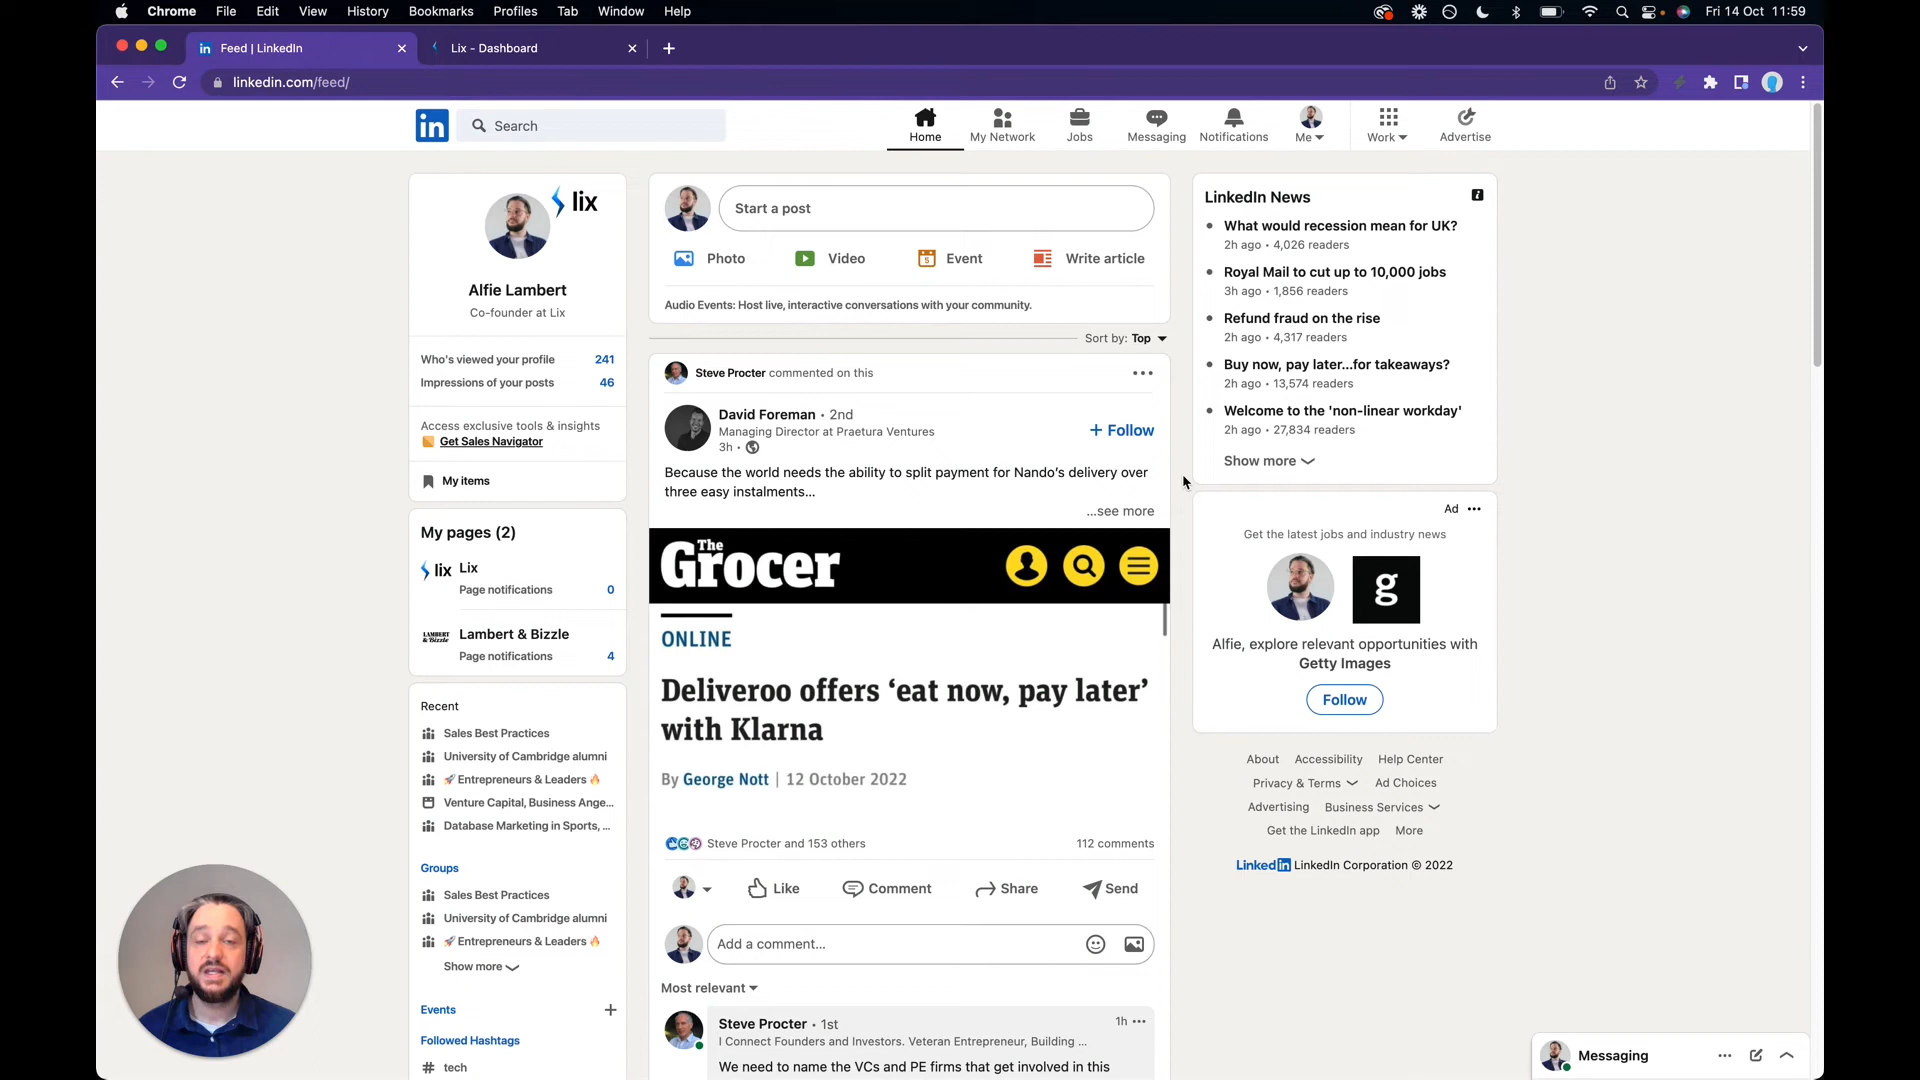 Chrome File Edit View History Bookmarks Profiles Tab Window Help Fri 14 Oct 11:59
in Feed | LinkedIn Lix - Dashboard
linkedin.com/feed/
in Search Home My Network Jobs Messaging Notifications Me Work Advertise
lix
Alfie Lambert
Co-founder at Lix
Who's viewed your profile 241
Impressions of your posts 46
Access exclusive tools & insights
Get Sales Navigator
My items
My pages (2)
lix Lix
Page notifications 0
LAMBERT & Bizzle Lambert & Bizzle
Page notifications 4
Recent
Sales Best Practices
University of Cambridge alumni
🚀Entrepreneurs & Leaders🔥
Venture Capital, Business Ange...
Database Marketing in Sports, ...
Groups
Sales Best Practices
University of Cambridge alumni
🚀Entrepreneurs & Leaders🔥
Show more
Events
Followed Hashtags
# tech
Start a post
Photo Video 5 Event Write article
Audio Events: Host live, interactive conversations with your community.
Sort by: Top
Steve Procter commented on this
David Foreman • 2nd
Managing Director at Praetura Ventures
3h •
+ Follow
Because the world needs the ability to split payment for Nando's delivery over
three easy instalments...
...see more
The Grocer
ONLINE
Deliveroo offers ‘eat now, pay later’
with Klarna
By George Nott | 12 October 2022
Steve Procter and 153 others 112 comments
Like Comment Share Send
Add a comment...
Most relevant
Steve Procter • 1st 1h
I Connect Founders and Investors. Veteran Entrepreneur, Building ...
We need to name the VCs and PE firms that get involved in this
LinkedIn News
What would recession mean for UK?
2h ago • 4,026 readers
Royal Mail to cut up to 10,000 jobs
3h ago • 1,856 readers
Refund fraud on the rise
2h ago • 4,317 readers
Buy now, pay later...for takeaways?
2h ago • 13,574 readers
Welcome to the 'non-linear workday'
2h ago • 27,834 readers
Show more
Ad
Get the latest jobs and industry news
g
Alfie, explore relevant opportunities with
Getty Images
Follow
About Accessibility Help Center
Privacy & Terms Ad Choices
Advertising Business Services
Get the LinkedIn app More
LinkedIn LinkedIn Corporation © 2022
Messaging